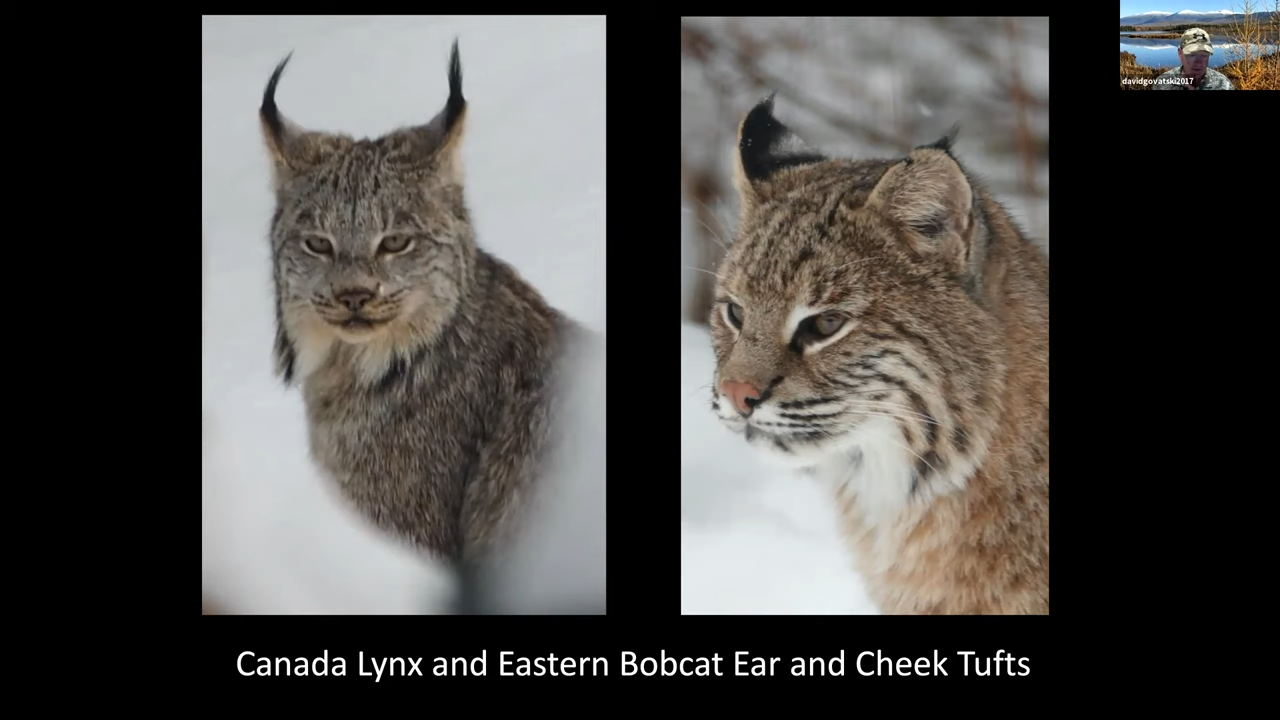 davidgovatski2017
Canada Lynx and Eastern Bobcat Ear and Cheek Tufts